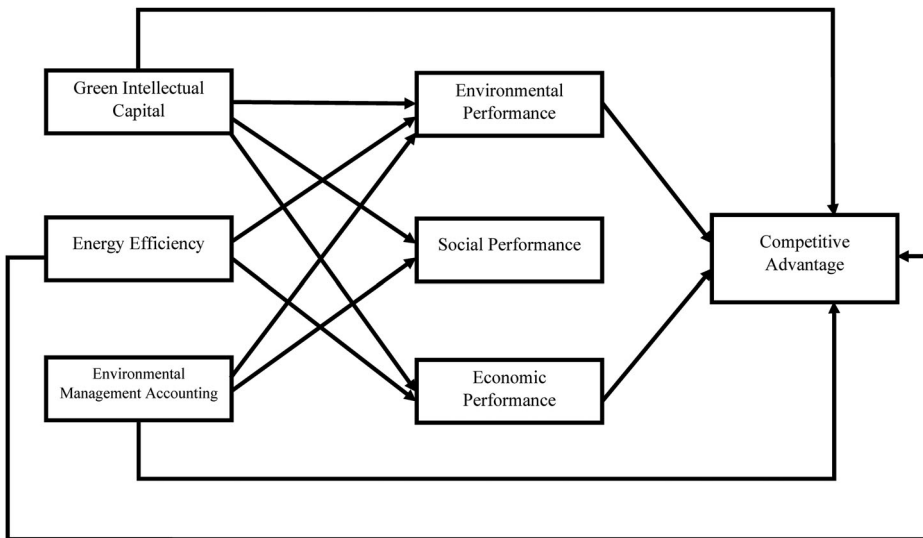 Green Intellectual
Capital
Environmental
Performance
Energy Efficiency
Social Performance
Competitive
Advantage
Environmental
Management Accounting
Economic
Performance